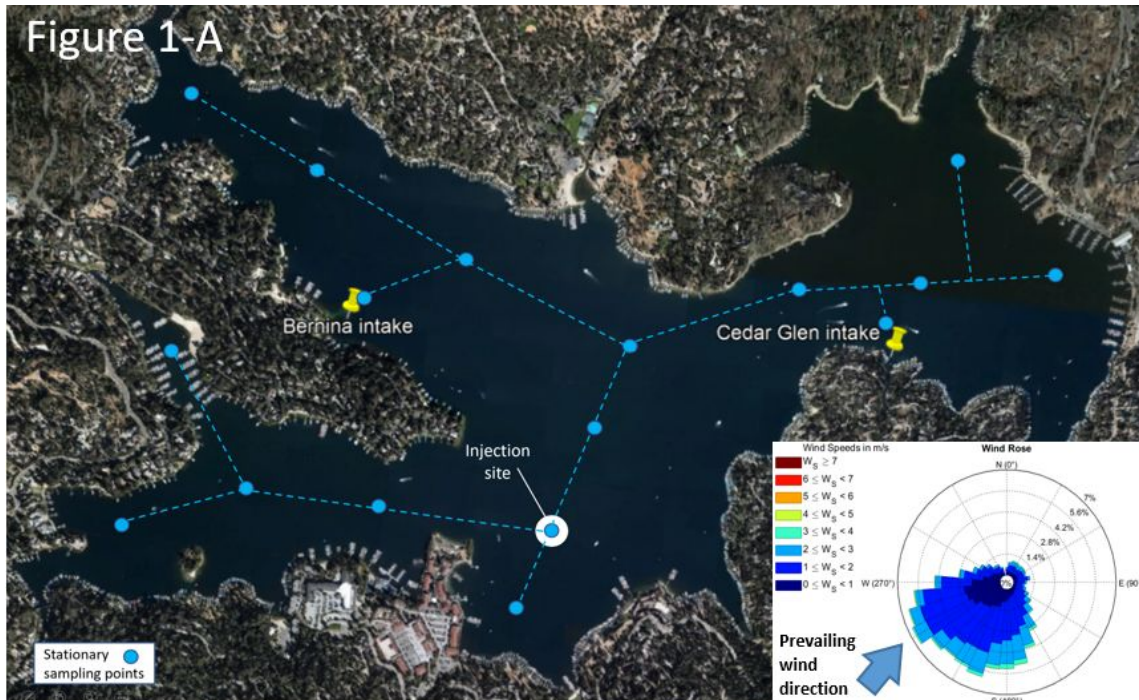 Figure 1-A
Bernina intake
Cedar Glen intake
Injection
site
Stationary
sampling points
Wind Speeds in m/s
W_S ≥ 7
6 ≤ W_S < 7
5 ≤ W_S < 6
4 ≤ W_S < 5
3 ≤ W_S < 4
2 ≤ W_S < 3
1 ≤ W_S < 2
0 ≤ W_S < 1
Wind Rose
N (0°)
7%
5.6%
4.2%
2.8%
1.4%
0%
W (270°)
E (90
Prevailing
wind
direction